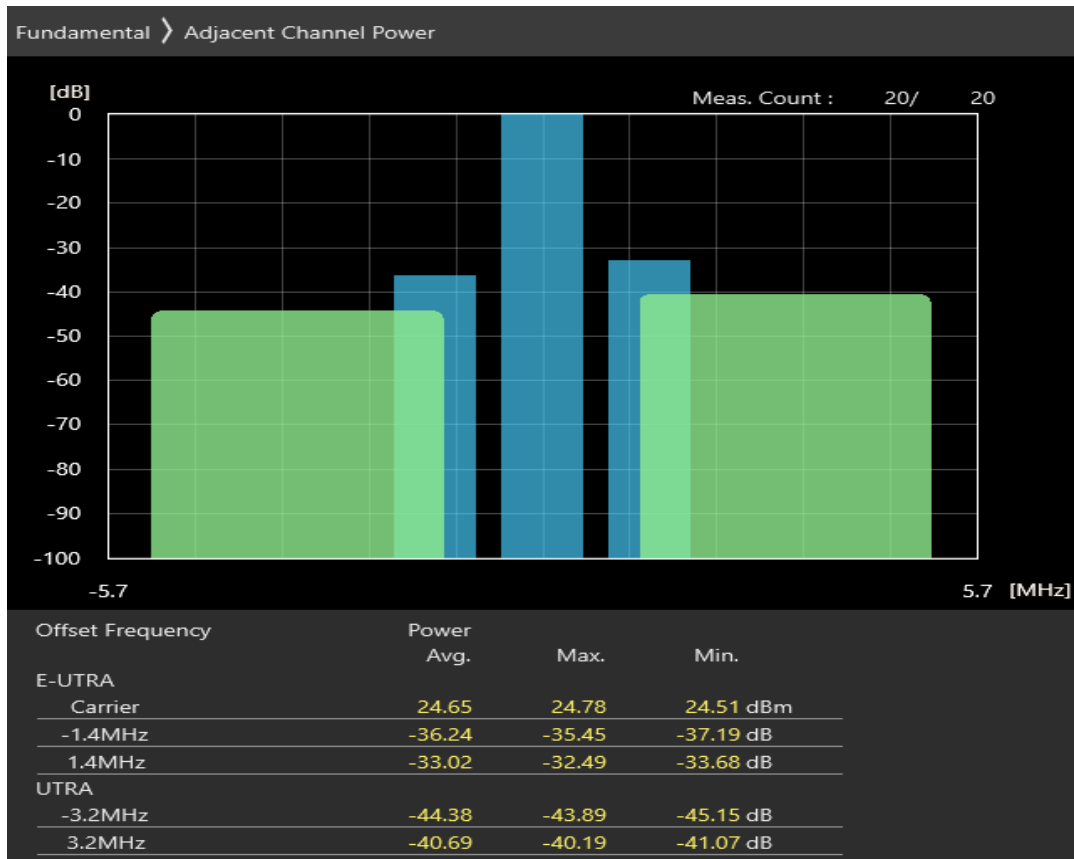 Fundamental 〉 Adjacent Channel Power
[dB]
Meas. Count : 20/ 20
0
-10
-20
-30
-40
-50
-60
-70
-80
-90
-100
-5.7 5.7 [MHz]
Offset Frequency Power
Avg. Max. Min.
E-UTRA
Carrier 24.65 24.78 24.51 dBm
-1.4MHz -36.24 -35.45 -37.19 dB
1.4MHz -33.02 -32.49 -33.68 dB
UTRA
-3.2MHz -44.38 -43.89 -45.15 dB
3.2MHz -40.69 -40.19 -41.07 dB